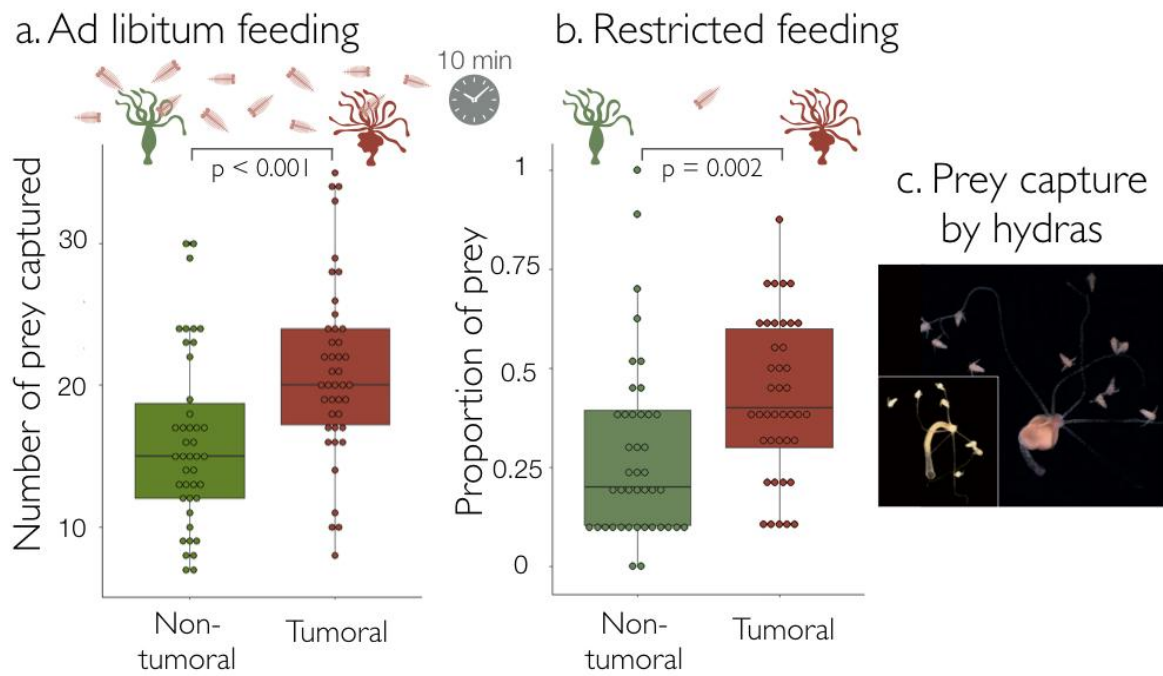 a. Ad libitum feeding
10 min
p < 0.001
Number of prey captured
30
20
10
Non-
tumoral
Tumoral
b. Restricted feeding
p = 0.002
Proportion of prey
1
0.75
0.5
0.25
0
Non-
tumoral
Tumoral
c. Prey capture
by hydras